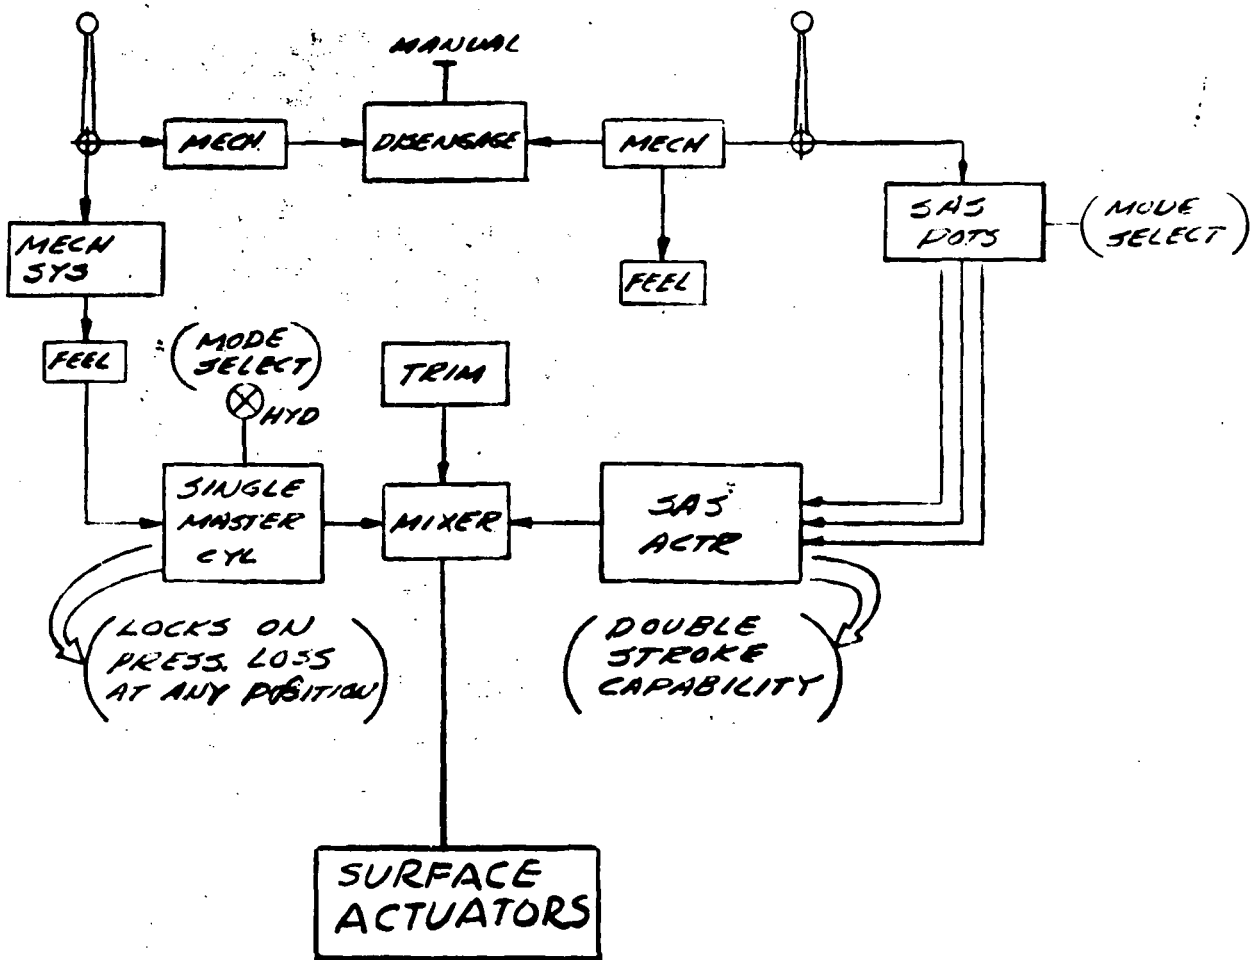 MANUAL
MECH.
DISENGAGE
MECH
SAS
POTS
(MODE
SELECT)
MECH
SYS
FEEL
FEEL
(MODE
SELECT)
HYD
TRIM
SINGLE
MASTER
CYL
MIXER
SAS
ACTR
(LOCKS ON
PRESS. LOSS
AT ANY POSITION)
(DOUBLE
STROKE
CAPABILITY)
SURFACE
ACTUATORS